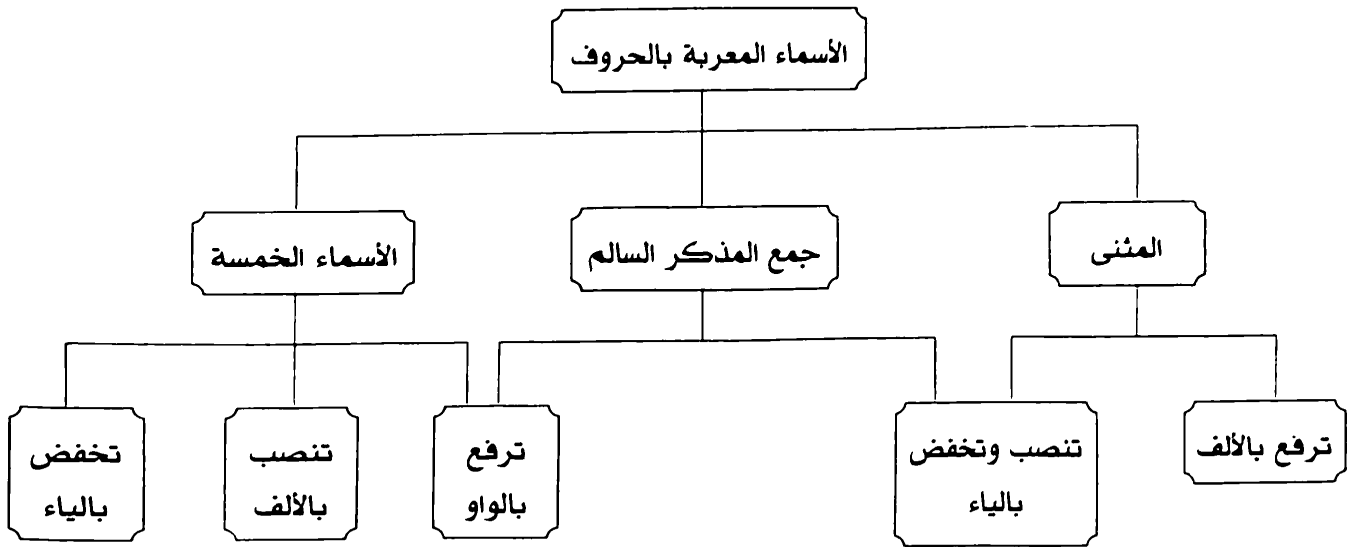 الأسماء المعربة بالحروف
المثنى
جمع المذكر السالم
الأسماء الخمسة
ترفع بالألف
تنصب وتخفض
بالياء
ترفع
بالواو
تنصب
بالألف
تخفض
بالياء